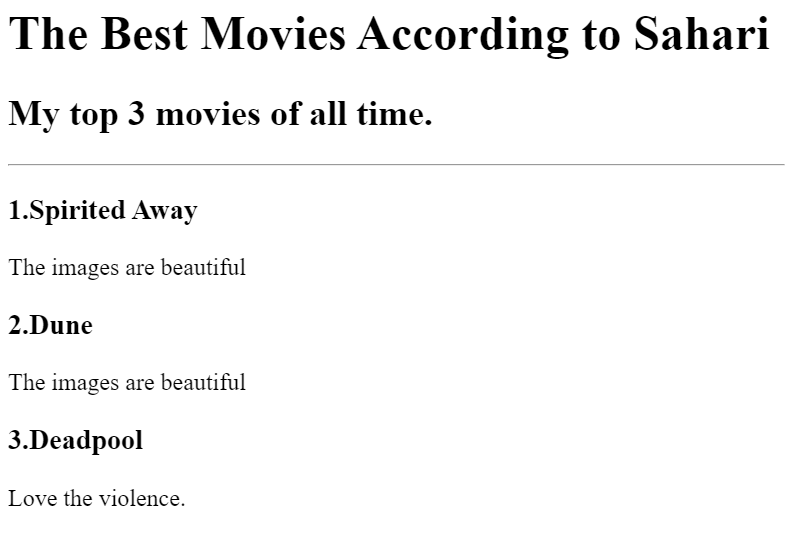 The Best Movies According to Sahari
My top 3 movies of all time.
1.Spirited Away
The images are beautiful
2.Dune
The images are beautiful
3.Deadpool
Love the violence.